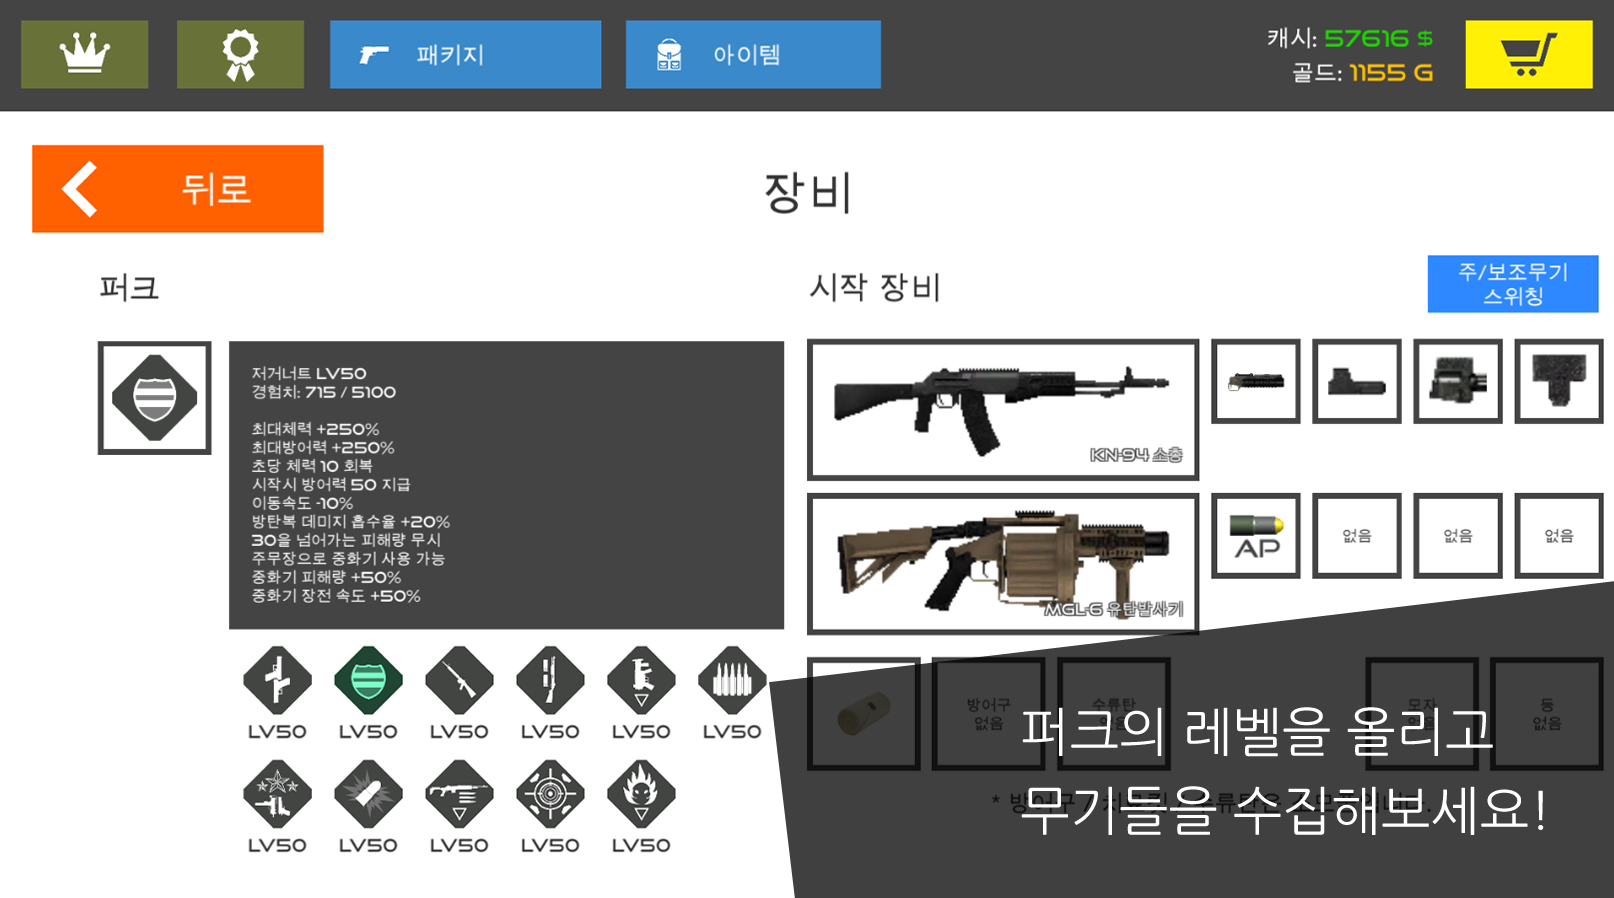 패키지
아이템
캐시: 57616 $
골드: 1155 G
뒤로
장비
퍼크
시작 장비
주/보조무기
스위칭
저거너트 LV50
경험치: 715 / 5100
최대체력 +250%
최대방어력 +250%
초당 체력 10 회복
시작시 방어력 50 지급
이동속도 -10%
방탄복 데미지 흡수율 +20%
30을 넘어가는 피해량 무시
주무장으로 중화기 사용 가능
중화기 피해량 +50%
중화기 장전 속도 +50%
KN-94 소총
MGL-6 유탄발사기
AP
없음
없음
없음
LV50
LV50
LV50
LV50
LV50
LV50
LV50
LV50
LV50
LV50
LV50
방어구
없음
수류탄
모자
등
없음
퍼크의 레벨을 올리고
무기들을 수집해보세요!